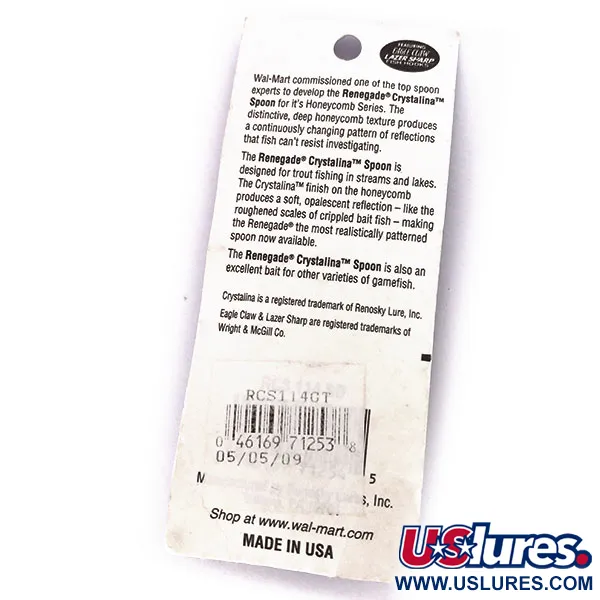 FEATURING
EAGLE CLAW
LAZER SHARP
FISH HOOKS
Wal-Mart commissioned one of the top spoon
experts to develop the Renegade® Crystalina™
Spoon for it's Honeycomb Series. The
distinctive, deep honeycomb texture produces
a continuously changing pattern of reflections
that fish can't resist investigating.
The Renegade® Crystalina™ Spoon is
designed for trout fishing in streams and lakes.
The Crystalina™ finish on the honeycomb
produces a soft, opalescent reflection – like the
roughened scales of crippled bait fish – making
the Renegade® the most realistically patterned
spoon now available.
The Renegade® Crystalina™ Spoon is also an
excellent bait for other varieties of gamefish.
Crystalina is a registered trademark of Renosky Lure, Inc.
Eagle Claw & Lazer Sharp are registered trademarks of
Wright & McGill Co.
RCS114GT
0 46169 71253 8
05/05/09
M 5
s, Inc.
Shop at www.wal-mart.com
MADE IN USA
USlures.
WWW.USLURES.COM